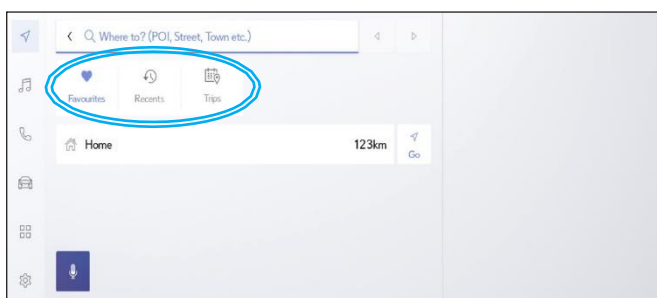 Where to? (POI, Street, Town etc.)
Favourites Recents Trips
Home 123km
Go